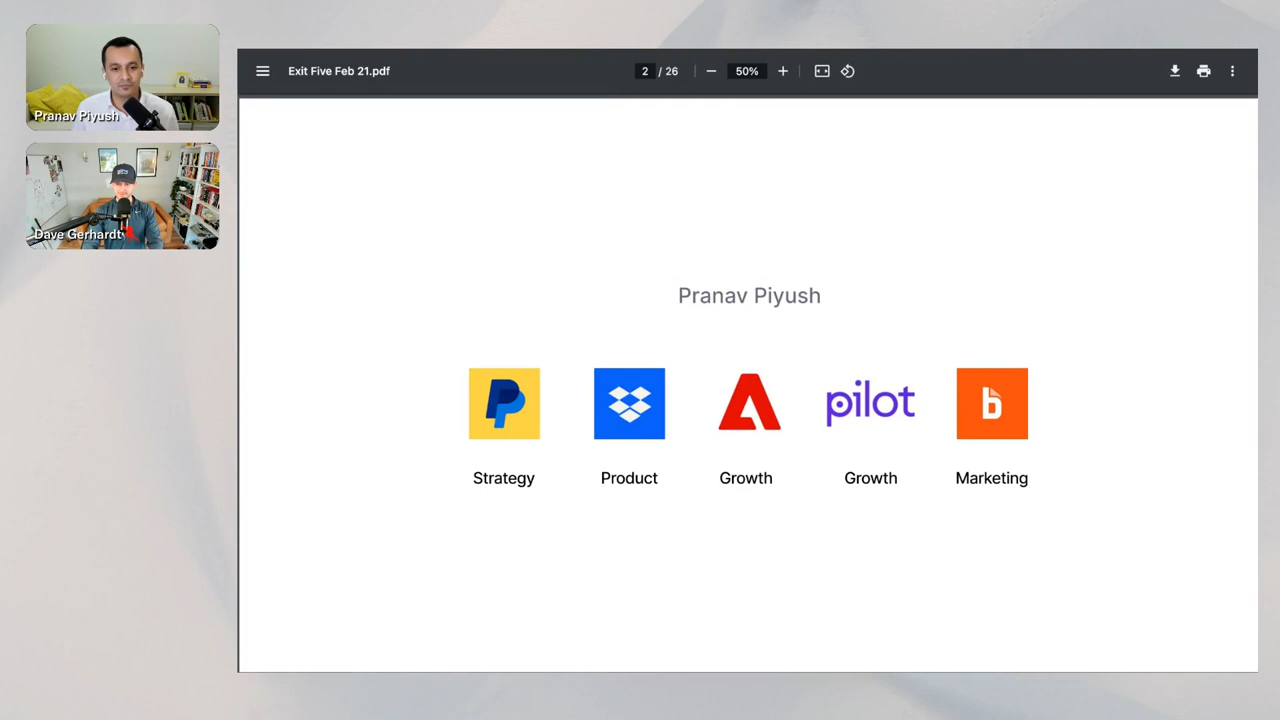 Pranav Piyush
Dave Gerhardt
Exit Five Feb 21.pdf
2 / 26
50%
Pranav Piyush
pilot
b
Strategy
Product
Growth
Growth
Marketing